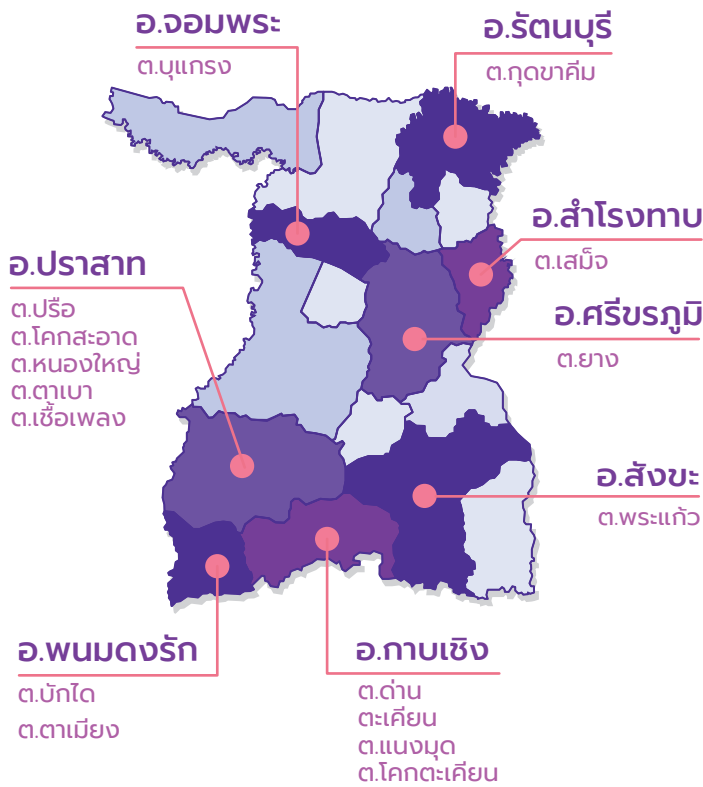 อ.จอมพระ
ต.บุแกรง
อ.รัตนบุรี
ต.กุดขาคีม
อ.สำโรงทาบ
ต.เสม็จ
อ.ปราสาท
ต.ปรือ
ต.โคกสะอาด
ต.หนองใหญ่
ต.ตาเบา
ต.เชื้อเพลง
อ.ศรีขรภูมิ
ต.ยาง
อ.สังขะ
ต.พระแก้ว
อ.พนมดงรัก
ต.บักได
ต.ตาเมียง
อ.กาบเชิง
ต.ด่าน
ตะเคียน
ต.แนงมุด
ต.โคกตะเคียน